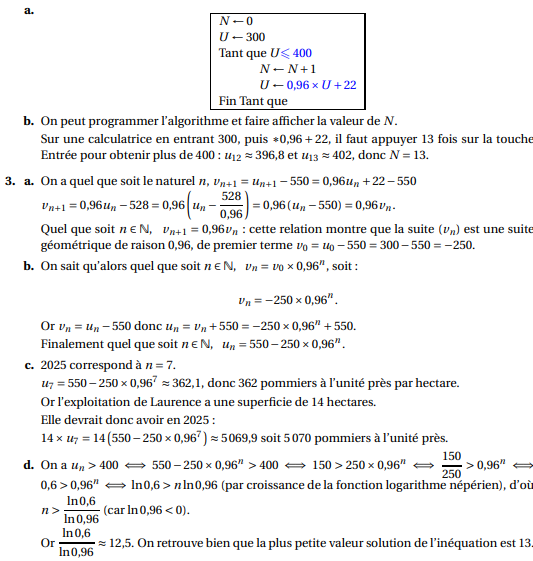 a.
N ← 0
U ← 300
Tant que U ⩽ 400
N ← N + 1
U ← 0,96 × U + 22
Fin Tant que
b. On peut programmer l'algorithme et faire afficher la valeur de N.
Sur une calculatrice en entrant 300, puis ∗0,96 + 22, il faut appuyer 13 fois sur la touche
Entrée pour obtenir plus de 400 : u₁₂ ≈ 396,8 et u₁₃ ≈ 402, donc N = 13.
3. a. On a quel que soit le naturel n, vₙ₊₁ = uₙ₊₁ − 550 = 0,96uₙ + 22 − 550
vₙ₊₁ = 0,96uₙ − 528 = 0,96(uₙ − 528/0,96) = 0,96(uₙ − 550) = 0,96vₙ.
Quel que soit n ∈ ℕ, vₙ₊₁ = 0,96vₙ : cette relation montre que la suite (vₙ) est une suite
géométrique de raison 0,96, de premier terme v₀ = u₀ − 550 = 300 − 550 = −250.
b. On sait qu'alors quel que soit n ∈ ℕ, vₙ = v₀ × 0,96ⁿ, soit :
vₙ = −250 × 0,96ⁿ.
Or vₙ = uₙ − 550 donc uₙ = vₙ + 550 = −250 × 0,96ⁿ + 550.
Finalement quel que soit n ∈ ℕ, uₙ = 550 − 250 × 0,96ⁿ.
c. 2025 correspond à n = 7.
u₇ = 550 − 250 × 0,96⁷ ≈ 362,1, donc 362 pommiers à l'unité près par hectare.
Or l'exploitation de Laurence a une superficie de 14 hectares.
Elle devrait donc avoir en 2025 :
14 × u₇ = 14(550 − 250 × 0,96⁷) ≈ 5069,9 soit 5070 pommiers à l'unité près.
d. On a uₙ > 400 ⟺ 550 − 250 × 0,96ⁿ > 400 ⟺ 150 > 250 × 0,96ⁿ ⟺ 150/250 > 0,96ⁿ ⟺
0,6 > 0,96ⁿ ⟺ ln 0,6 > n ln 0,96 (par croissance de la fonction logarithme népérien), d'où
n > ln 0,6/ln 0,96 (car ln 0,96 < 0).
Or ln 0,6/ln 0,96 ≈ 12,5. On retrouve bien que la plus petite valeur solution de l'inéquation est 13.